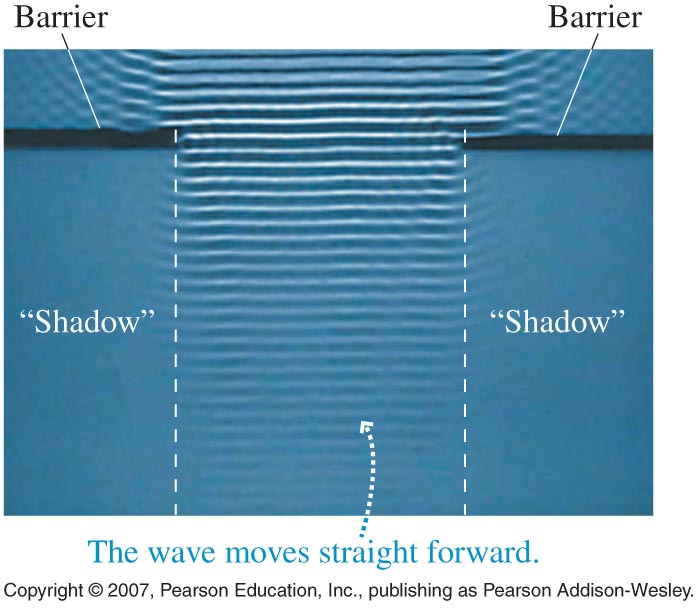 Barrier
Barrier
“Shadow”
“Shadow”
The wave moves straight forward.
Copyright © 2007, Pearson Education, Inc., publishing as Pearson Addison-Wesley.